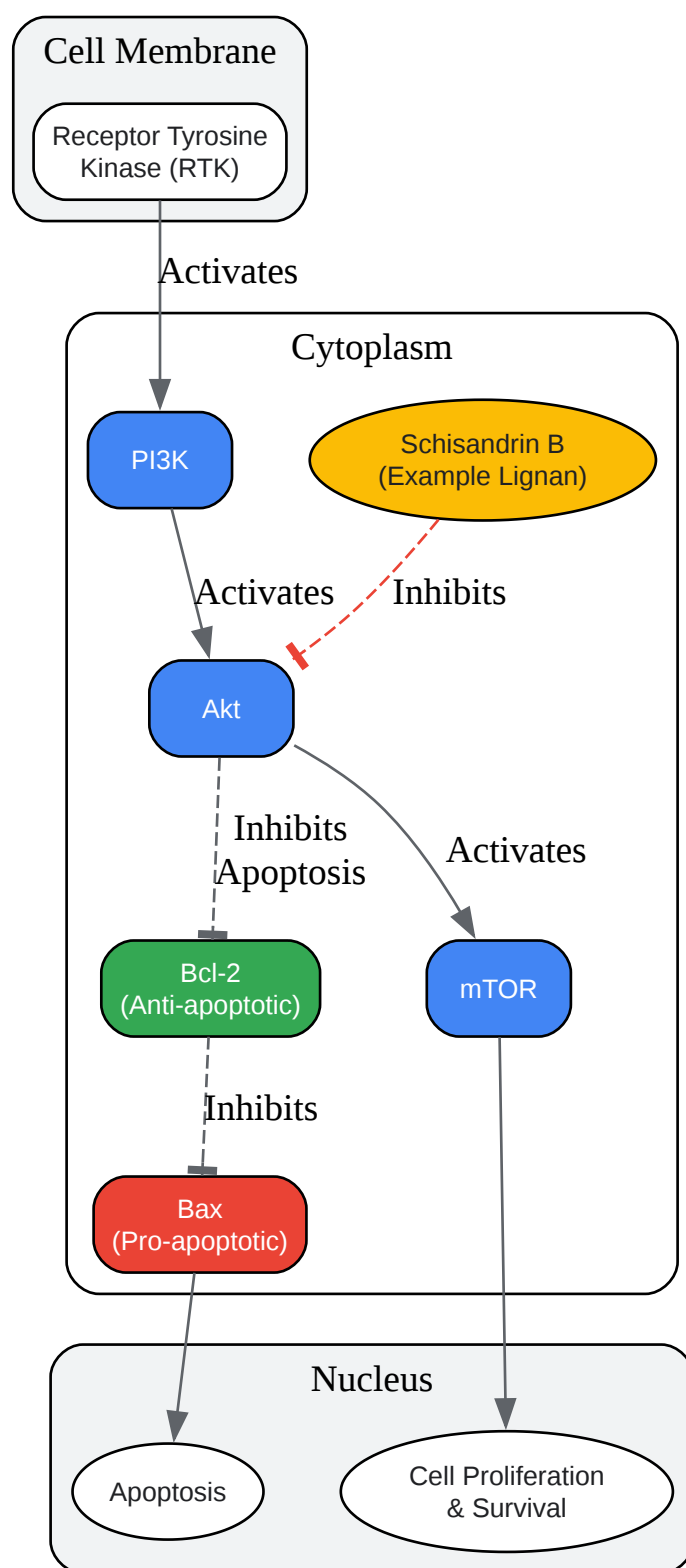 Cell Membrane
Receptor Tyrosine
Kinase (RTK)
Activates
Cytoplasm
PI3K
Schisandrin B
(Example Lignan)
Activates
Inhibits
Akt
Inhibits
Apoptosis
Activates
Bcl-2
(Anti-apoptotic)
mTOR
Inhibits
Bax
(Pro-apoptotic)
Nucleus
Apoptosis
Cell Proliferation
& Survival